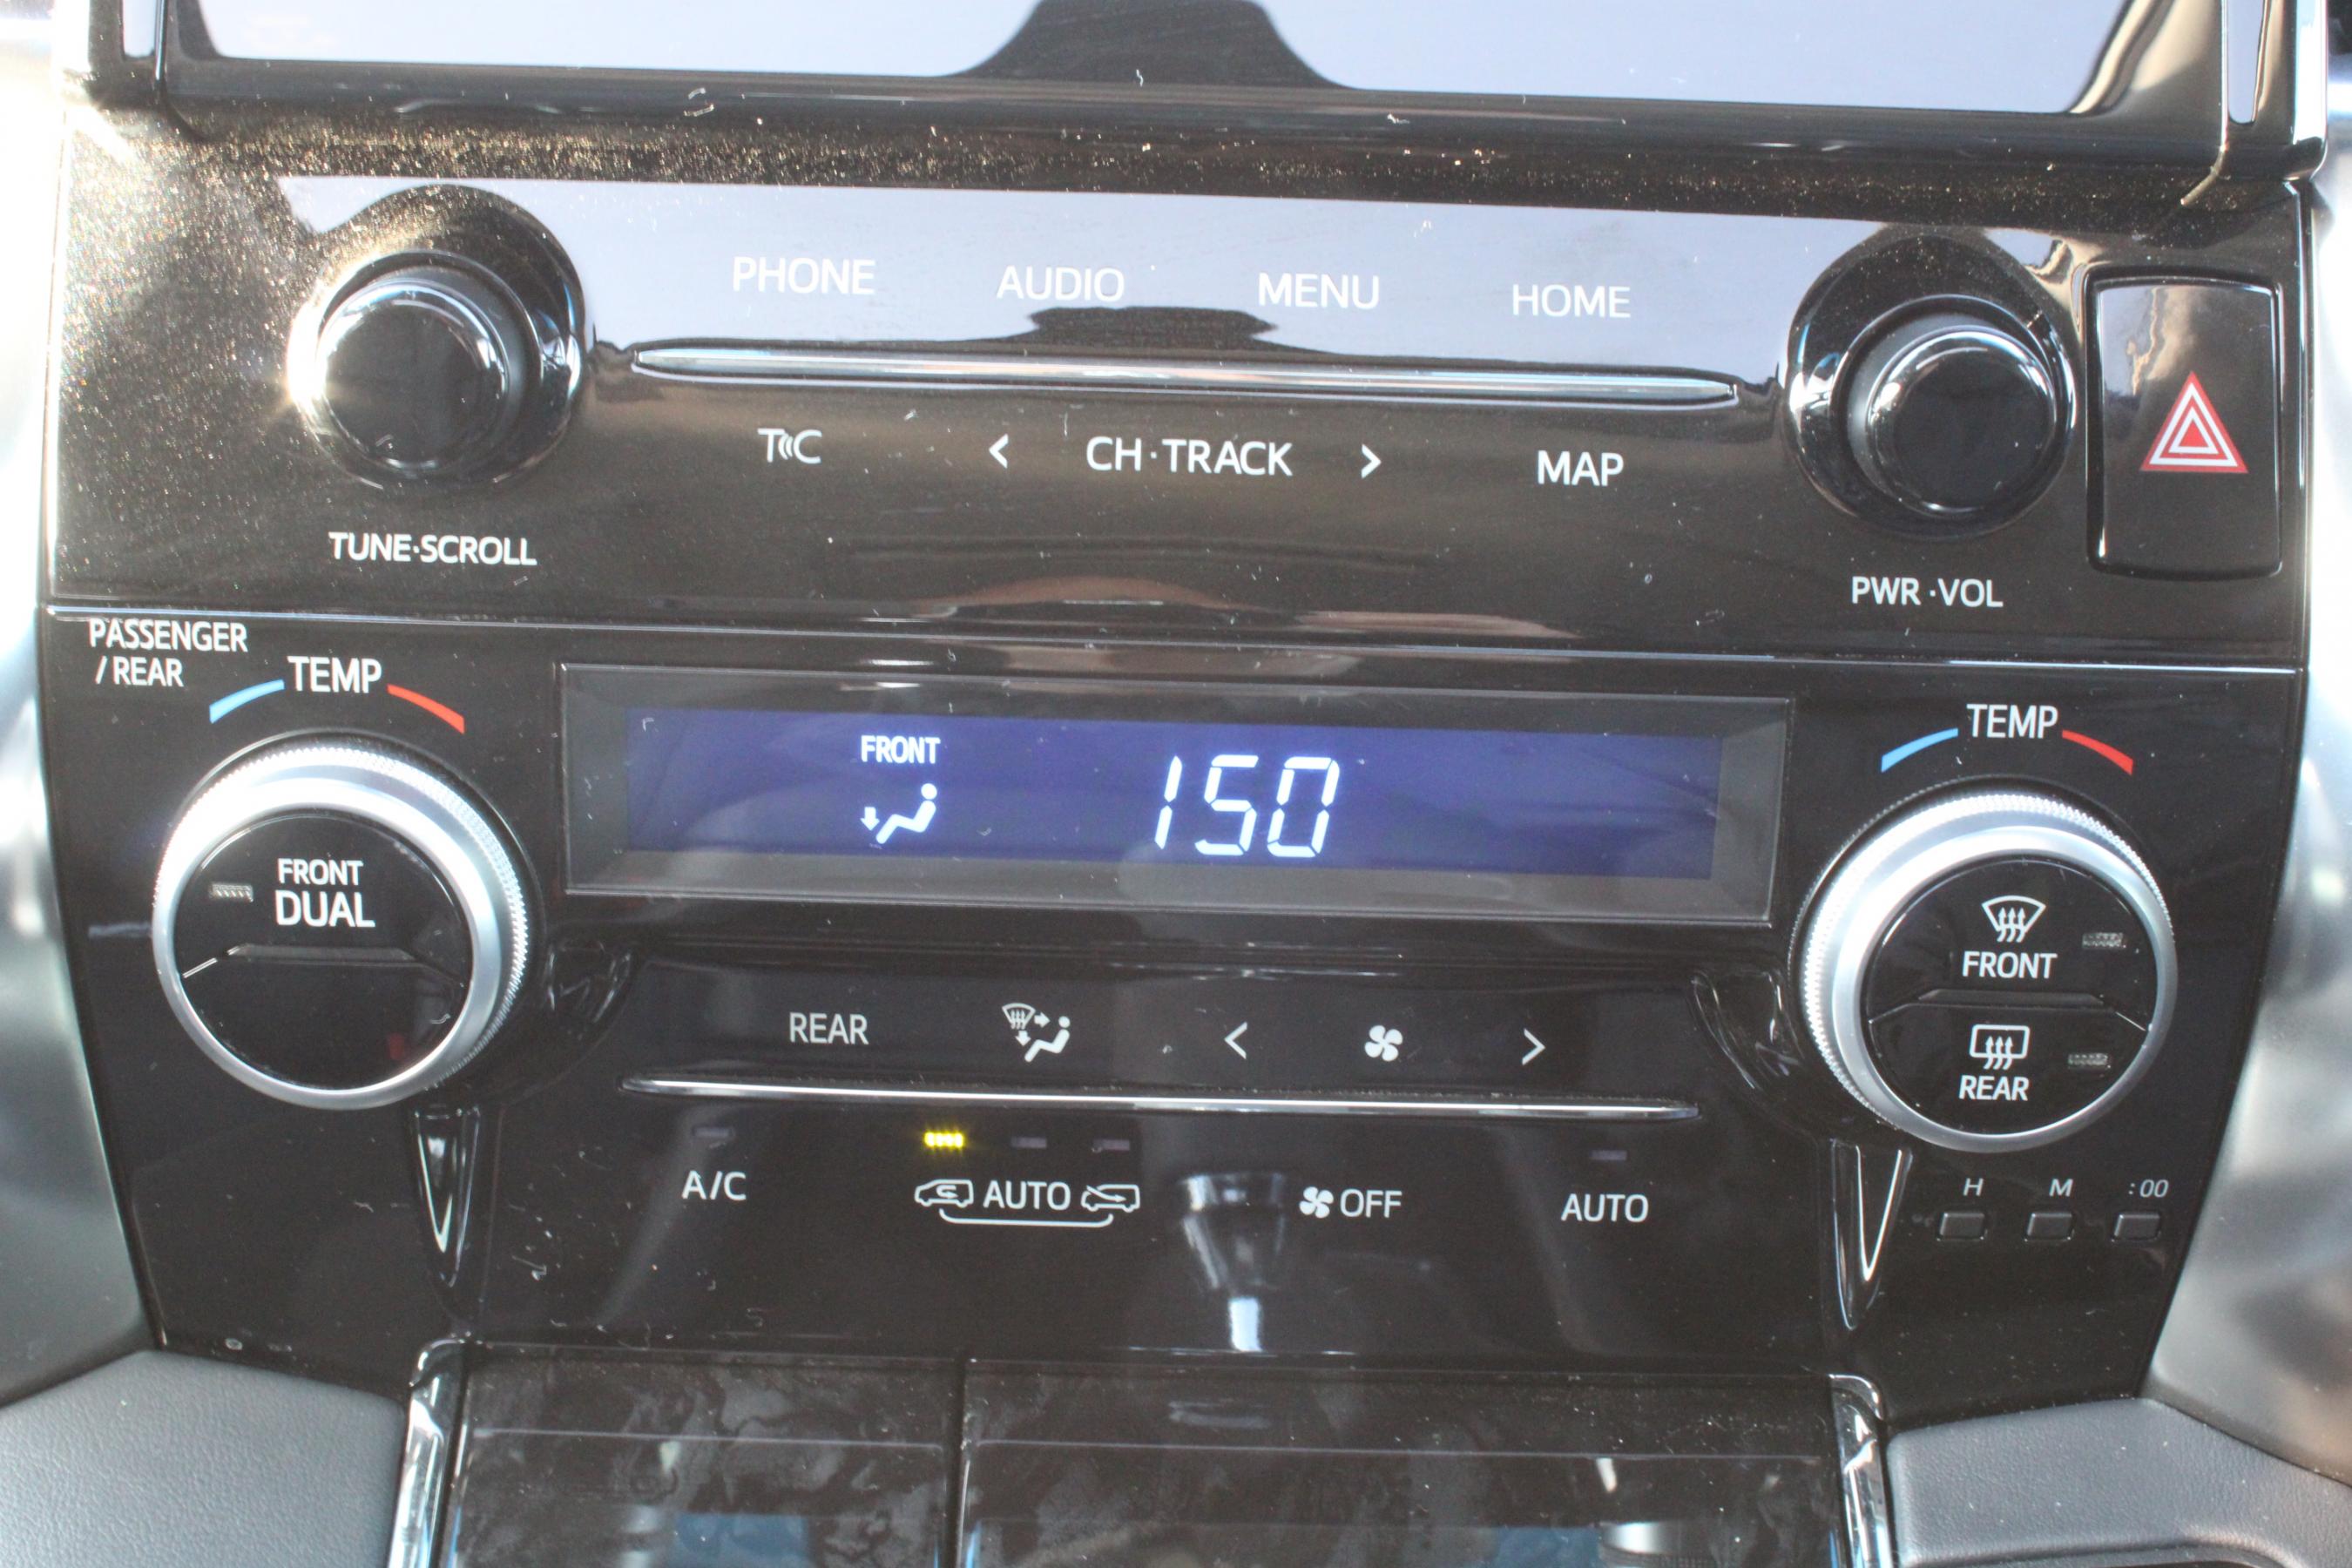 PHONE AUDIO MENU HOME
T C < CH·TRACK > MAP
TUNE·SCROLL
PWR·VOL
PASSENGER
/REAR
TEMP
TEMP
FRONT
150
FRONT
DUAL
FRONT
REAR
REAR < >
A/C AUTO OFF AUTO
H M :00